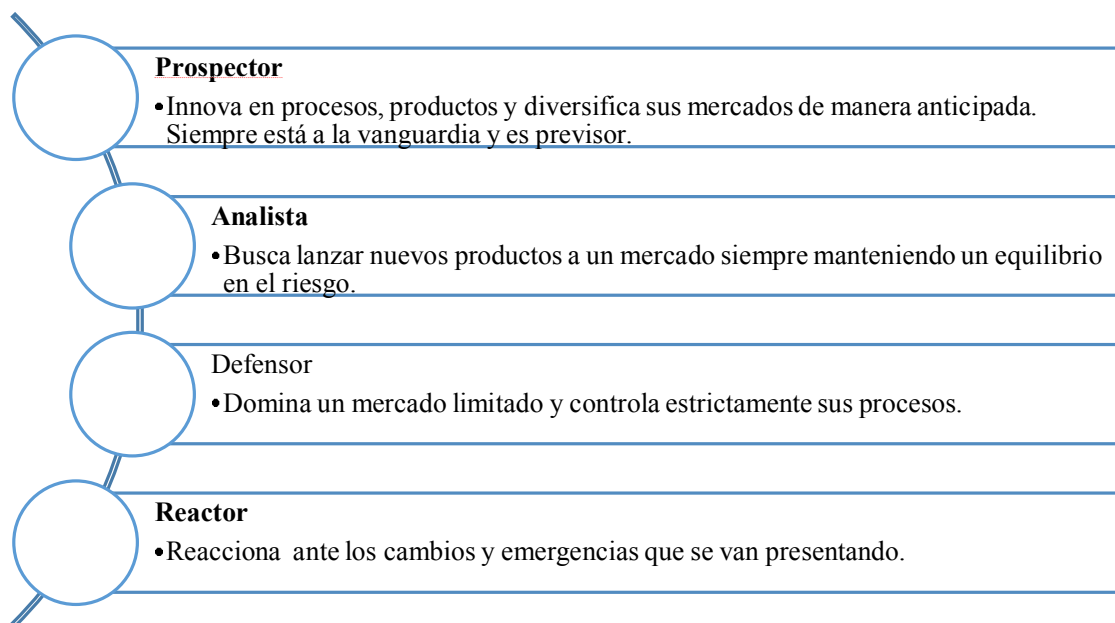 Prospector
•Innova en procesos, productos y diversifica sus mercados de manera anticipada.
Siempre está a la vanguardia y es previsor.
Analista
•Busca lanzar nuevos productos a un mercado siempre manteniendo un equilibrio
en el riesgo.
Defensor
•Domina un mercado limitado y controla estrictamente sus procesos.
Reactor
•Reacciona ante los cambios y emergencias que se van presentando.